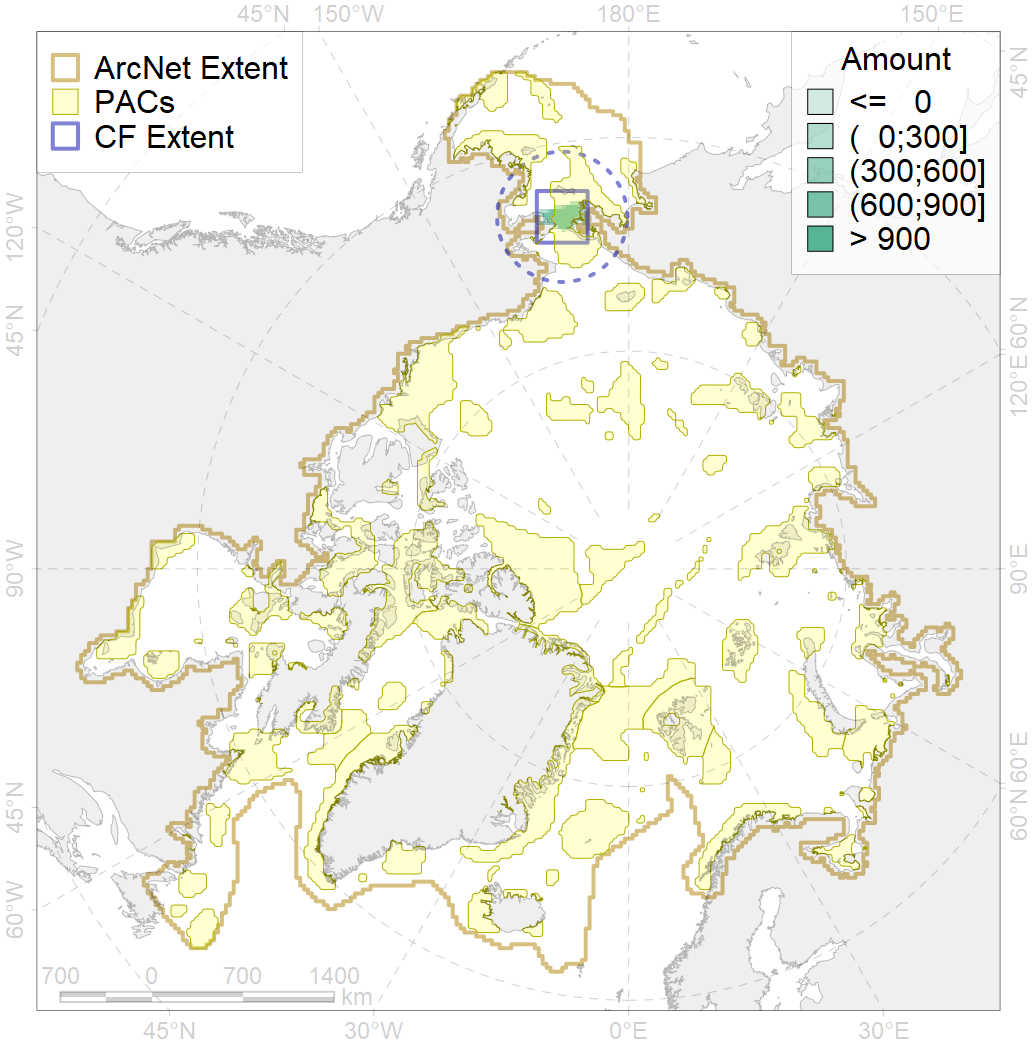 45°N 150°W 180°E 150°E
ArcNet Extent
PACs
CF Extent
Amount
<= 0
( 0;300]
(300;600]
(600;900]
> 900
45°N
120°W
45°N
90°W
45°N
60°W
60°N
120°E
90°E
60°E
60°N
700 0 700 1400
km
45°N 30°W 0°E 30°E